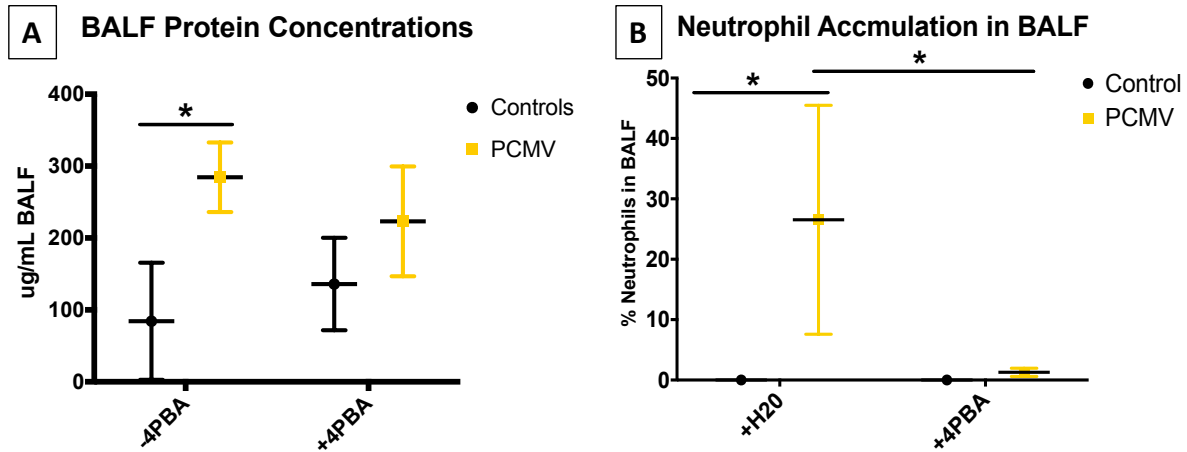 A
BALF Protein Concentrations
ug/mL BALF
400
300
200
100
0
*
-4PBA
+4PBA
Controls
PCMV
B
Neutrophil Accmulation in BALF
% Neutrophils in BALF
50
40
30
20
10
0
*
*
+H20
+4PBA
Control
PCMV